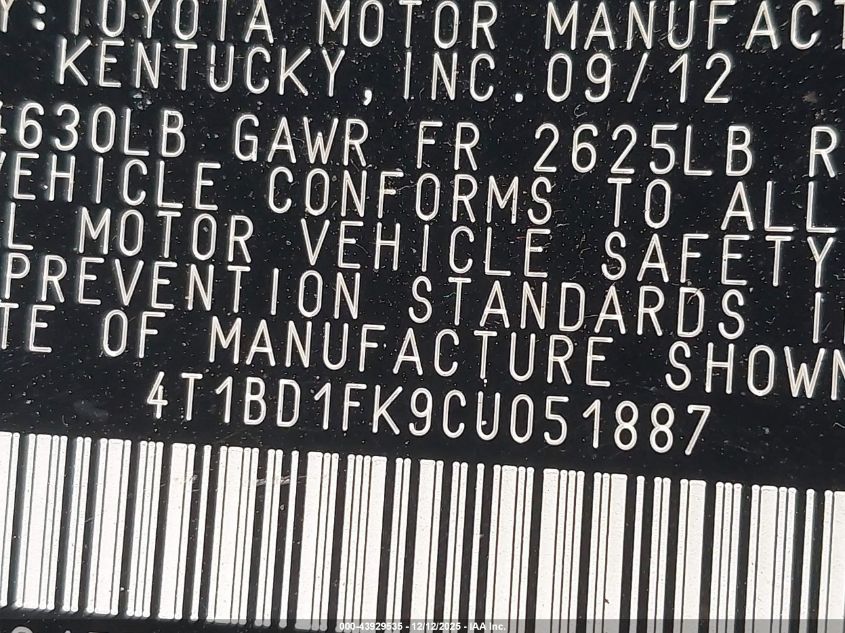 Y:TOYOTA MOTOR MANUFACT
KENTUCKY, INC. 09/12
4630LB GAWR FR 2625LB R
VEHICLE CONFORMS TO ALL
L MOTOR VEHICLE SAFETY
PREVENTION STANDARDS I
TE OF MANUFACTURE SHOWN
4T1BD1FK9CU051887
000-43929535 - 12/12/2025 - IAA Inc.